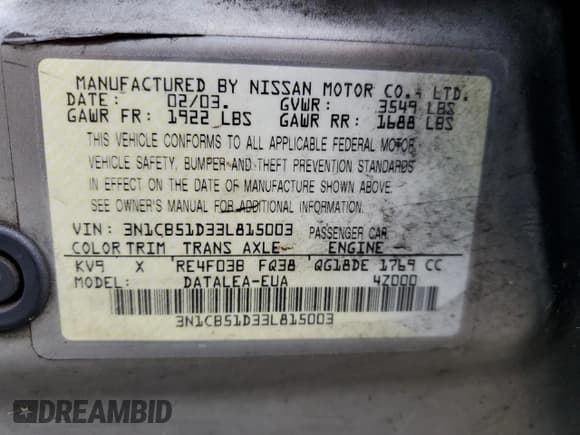 MANUFACTURED BY NISSAN MOTOR CO., LTD.
DATE: 02/03. GVWR: 3549 LBS
GAWR FR: 1922 LBS GAWR RR: 1688 LBS
THIS VEHICLE CONFORMS TO ALL APPLICABLE FEDERAL MOTOR
VEHICLE SAFETY, BUMPER AND THEFT PREVENTION STANDARDS
IN EFFECT ON THE DATE OF MANUFACTURE SHOWN ABOVE.
SEE OWNER'S MANUAL FOR ADDITIONAL INFORMATION.
VIN: 3N1CB51D33L815003 PASSENGER CAR
COLOR TRIM TRANS AXLE ENGINE
KV9 X RE4F03B FQ38 QG18DE 1769 CC
MODEL: DATALEA-EUA 4Z000
3N1CB51D33L815003
DREAMBID